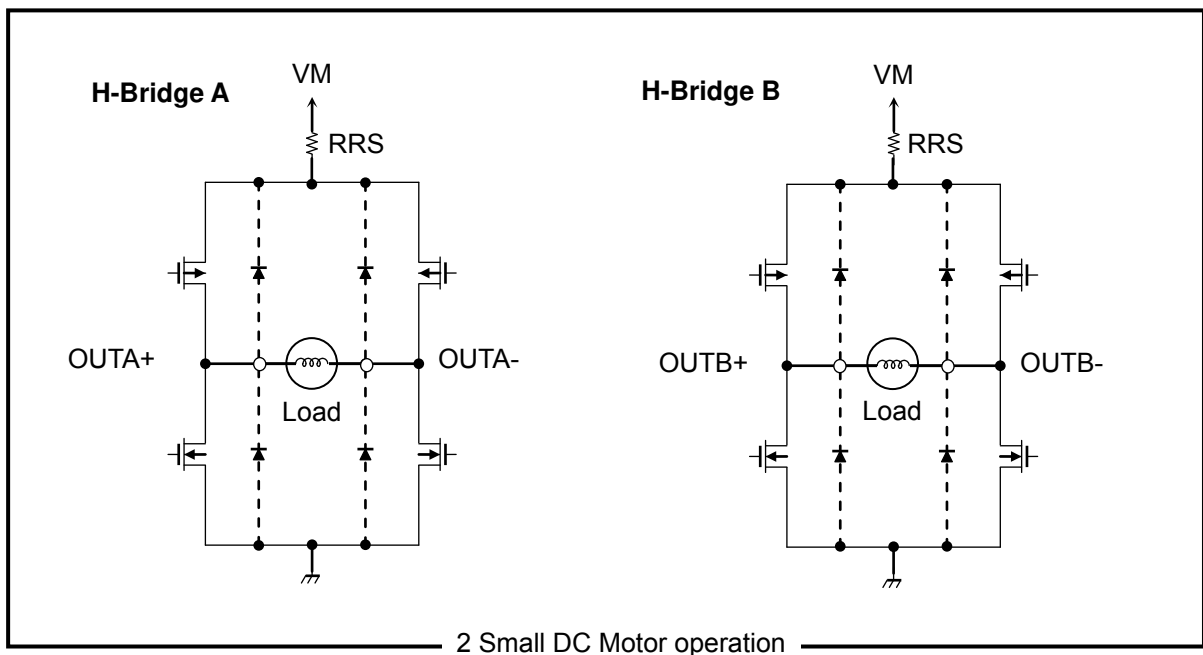 H-Bridge A
VM
RRS
OUTA+
OUTA-
Load
H-Bridge B
VM
RRS
OUTB+
OUTB-
Load
2 Small DC Motor operation